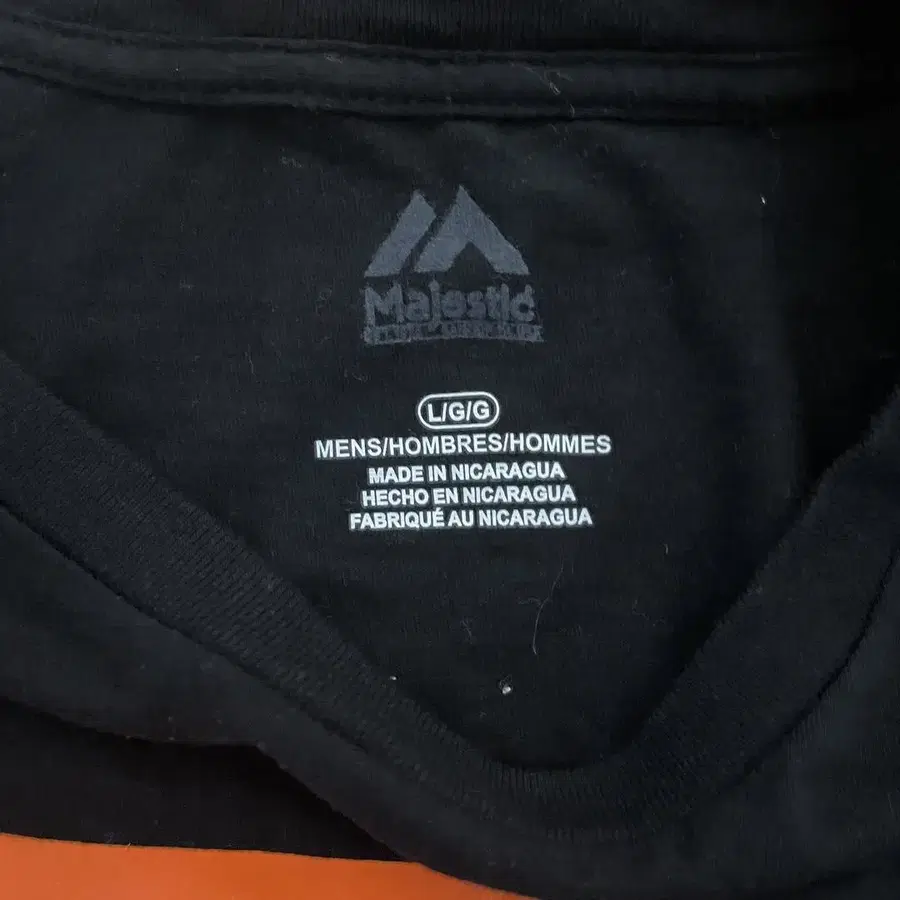 Majestic
L/G/G
MENS/HOMBRES/HOMMES
MADE IN NICARAGUA
HECHO EN NICARAGUA
FABRIQUÉ AU NICARAGUA